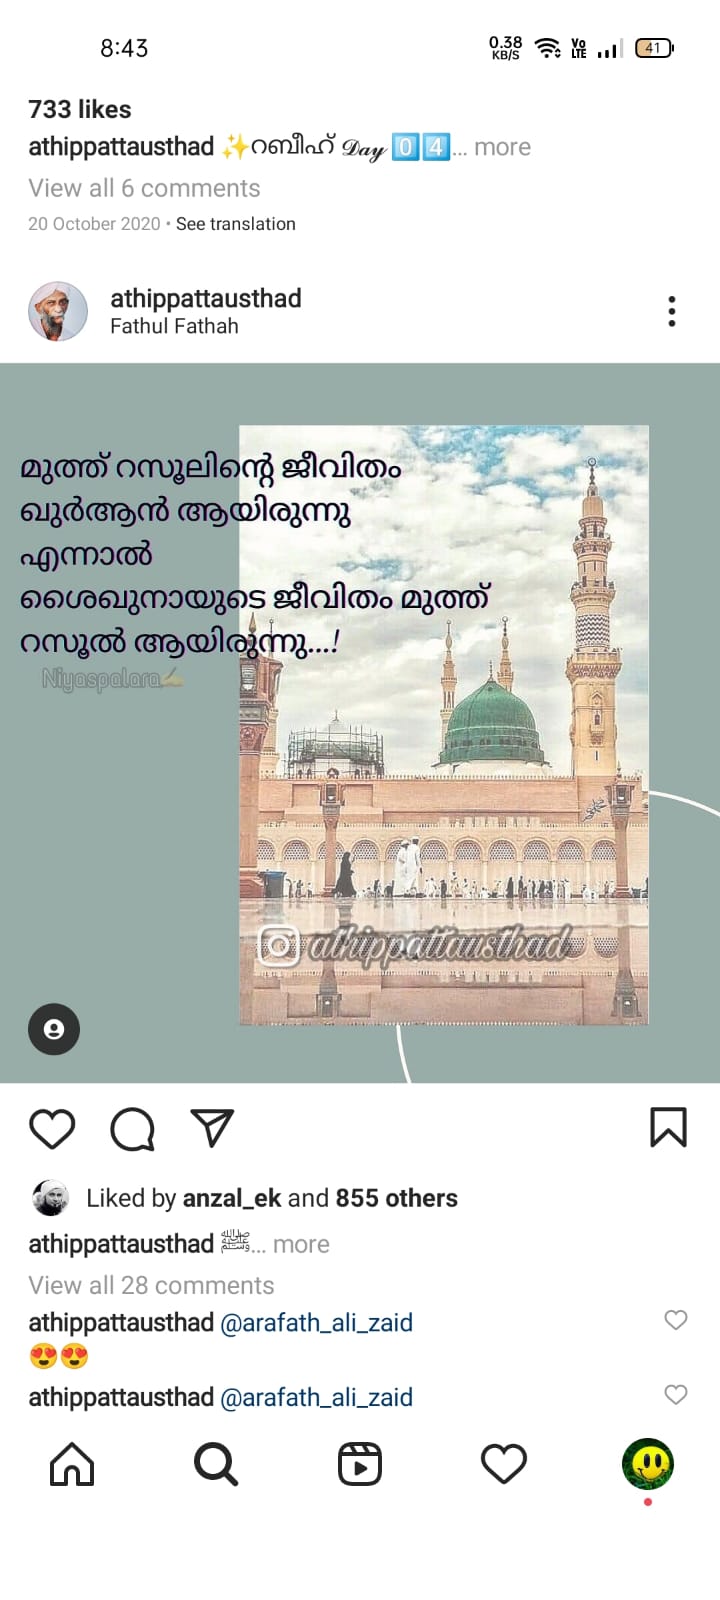 8:43
0.38 KB/S
Vo LTE
41
733 likes
athippattausthad ✨റബീഹ് 𝓓𝓪𝔂 0️⃣4️⃣... more
View all 6 comments
20 October 2020 • See translation
athippattausthad
Fathul Fathah
മുത്ത് റസൂലിന്റെ ജീവിതം
ഖുർആൻ ആയിരുന്നു
എന്നാൽ
ശൈഖുനായുടെ ജീവിതം മുത്ത്
റസൂൽ ആയിരുന്നു...!
Niyaspalara✍
athippattausthad
Liked by anzal_ek and 855 others
athippattausthad ﷺ... more
View all 28 comments
athippattausthad @arafath_ali_zaid
😍😍
athippattausthad @arafath_ali_zaid